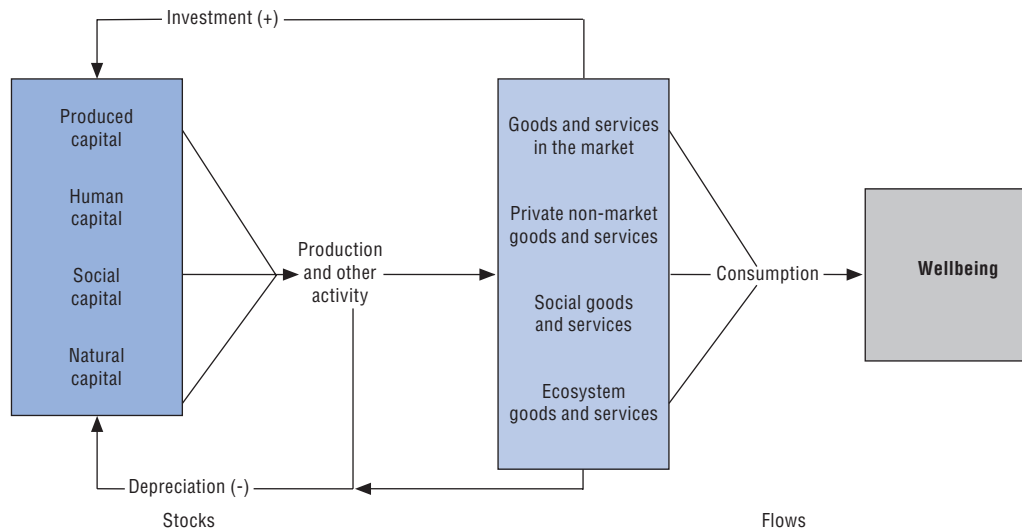 Investment (+)
Produced
capital
Human
capital
Social
capital
Natural
capital
Production
and other
activity
Goods and services
in the market
Private non-market
goods and services
Social goods
and services
Ecosystem
goods and services
Consumption
Wellbeing
Depreciation (-)
Stocks
Flows